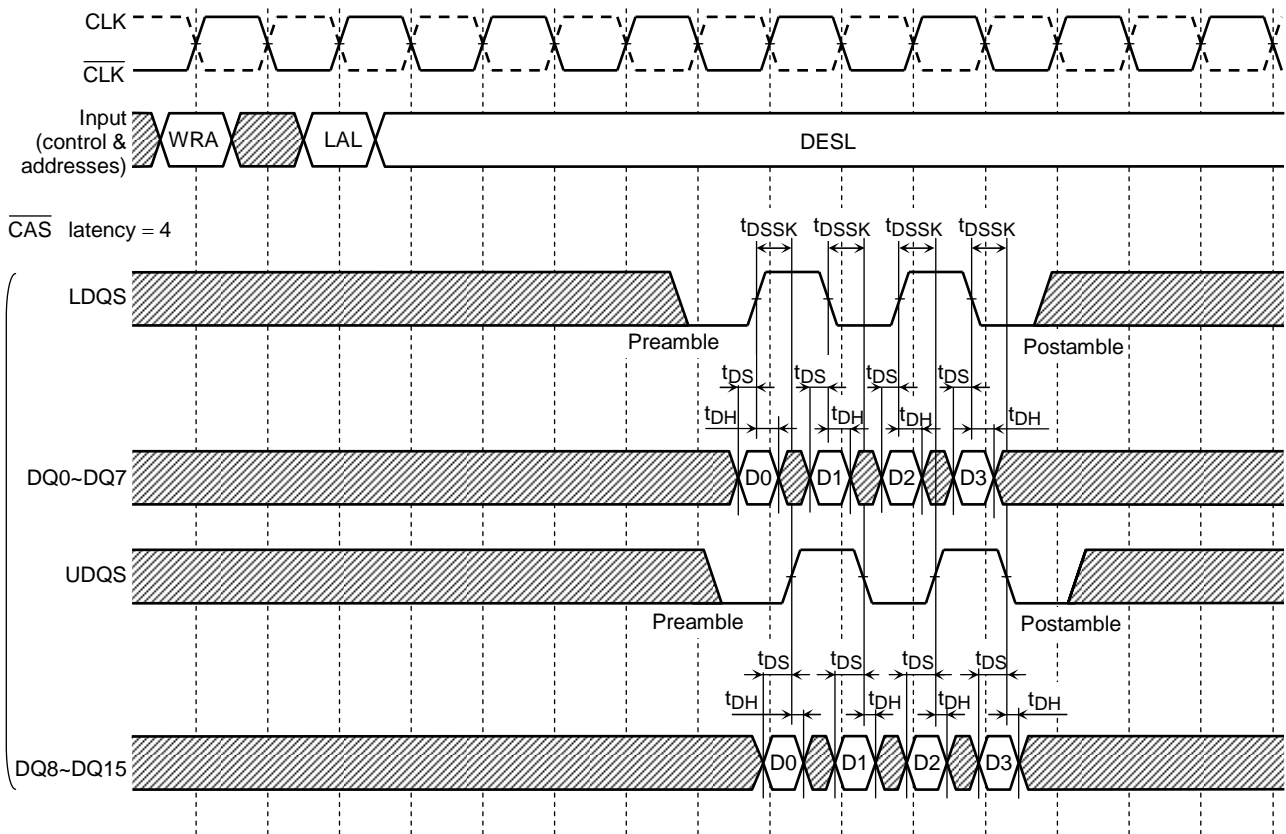 CLK
C̅L̅K̅
Input
(control &
addresses)
WRA
LAL
DESL
C̅A̅S̅ latency = 4
tDSSK tDSSK tDSSK tDSSK
LDQS
Preamble
Postamble
tDS tDS tDS tDS
tDH tDH tDH tDH
DQ0~DQ7
D0 D1 D2 D3
UDQS
Preamble
Postamble
tDS tDS tDS tDS
tDH tDH tDH tDH
DQ8~DQ15
D0 D1 D2 D3